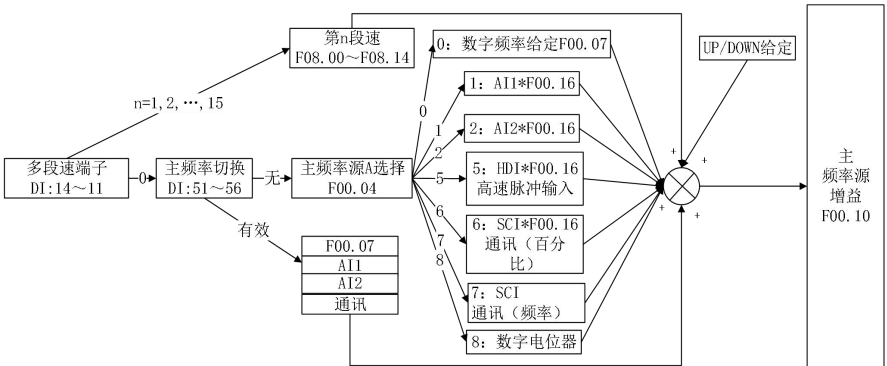 第n段速
F08.00～F08.14
n=1,2,…,15
多段速端子
DI:14～11
0
主频率切换
DI:51～56
无
有效
主频率源A选择
F00.04
F00.07
AI1
AI2
通讯
0
1
2
5
6
7
8
0: 数字频率给定F00.07
1: AI1*F00.16
2: AI2*F00.16
5: HDI*F00.16
高速脉冲输入
6: SCI*F00.16
通讯（百分
比）
7: SCI
通讯（频率）
8: 数字电位器
UP/DOWN给定
+
+
+
+
主
频率源
增益
F00.10